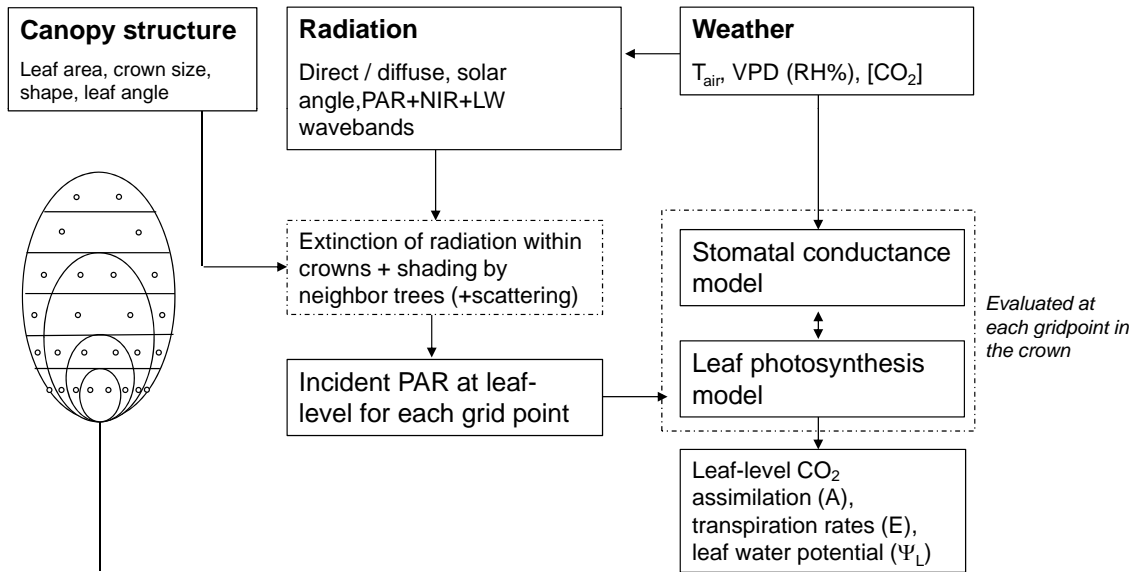 Canopy structure
Leaf area, crown size,
shape, leaf angle
Radiation
Direct / diffuse, solar
angle,PAR+NIR+LW
wavebands
Weather
Tair, VPD (RH%), [CO2]
Extinction of radiation within
crowns + shading by
neighbor trees (+scattering)
Incident PAR at leaf-
level for each grid point
Stomatal conductance
model
Leaf photosynthesis
model
Evaluated at
each gridpoint in
the crown
Leaf-level CO2
assimilation (A),
transpiration rates (E),
leaf water potential (ΨL)